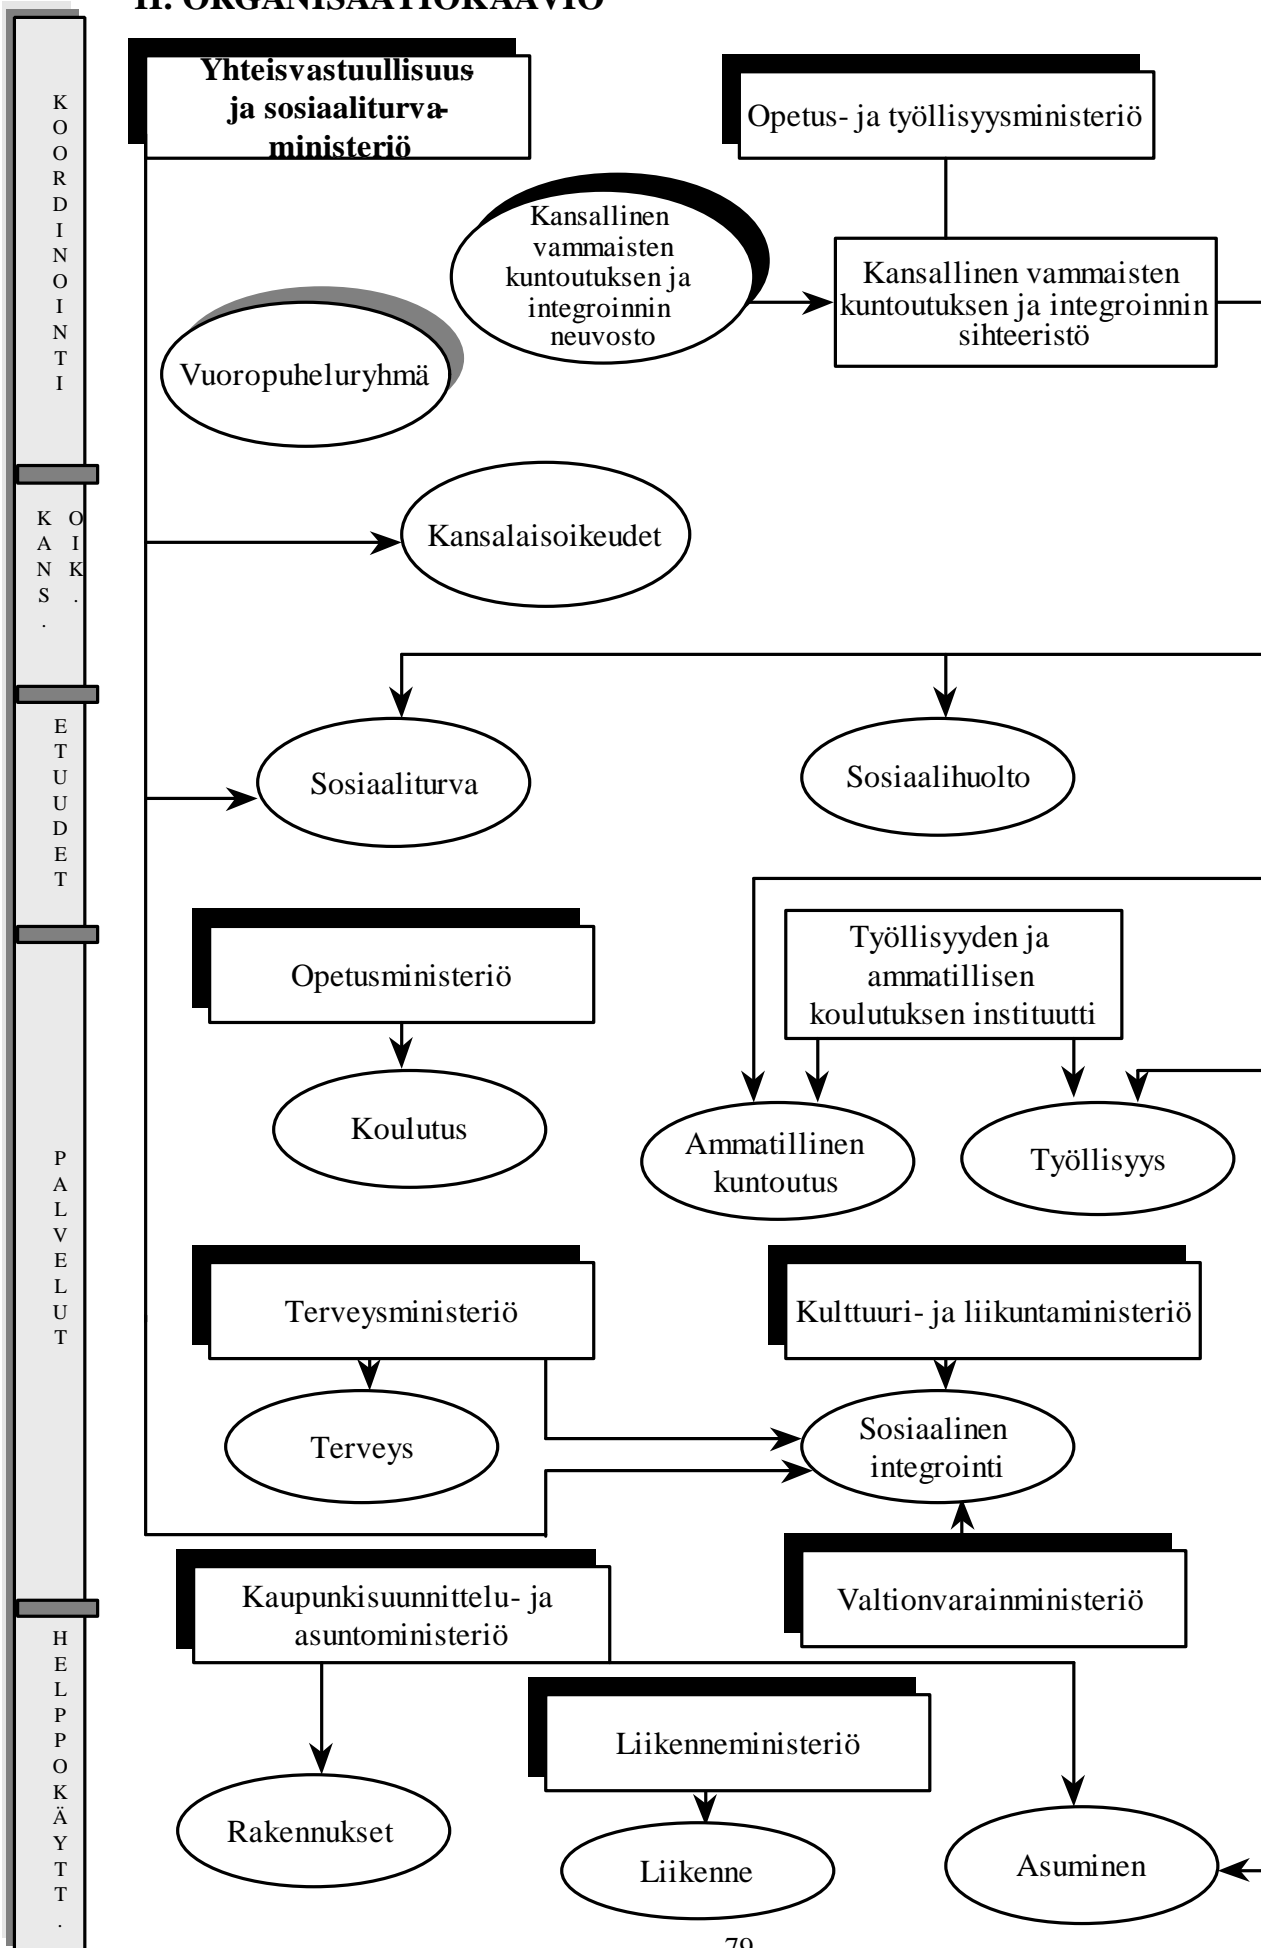 II. ORGANISAATIOKAAVIO
KOORDINOINTI
Yhteisvastuullisuus-
ja sosiaaliturva-
ministeriö
Opetus- ja työllisyysministeriö
Kansallinen
vammaisten
kuntoutuksen ja
integroinnin
neuvosto
Kansallinen vammaisten
kuntoutuksen ja integroinnin
sihteeristö
Vuoropuheluryhmä
KANS.
OIK.
Kansalaisoikeudet
ETUUDET
Sosiaaliturva
Sosiaalihuolto
PALVELUT
Opetusministeriö
Työllisyyden ja
ammatillisen
koulutuksen instituutti
Koulutus
Ammatillinen
kuntoutus
Työllisyys
Terveysministeriö
Kulttuuri- ja liikuntaministeriö
Terveys
Sosiaalinen
integrointi
Valtionvarainministeriö
HELPPOKÄYTT.
Kaupunkisuunnittelu- ja
asuntoministeriö
Liikenneministeriö
Rakennukset
Liikenne
Asuminen
79